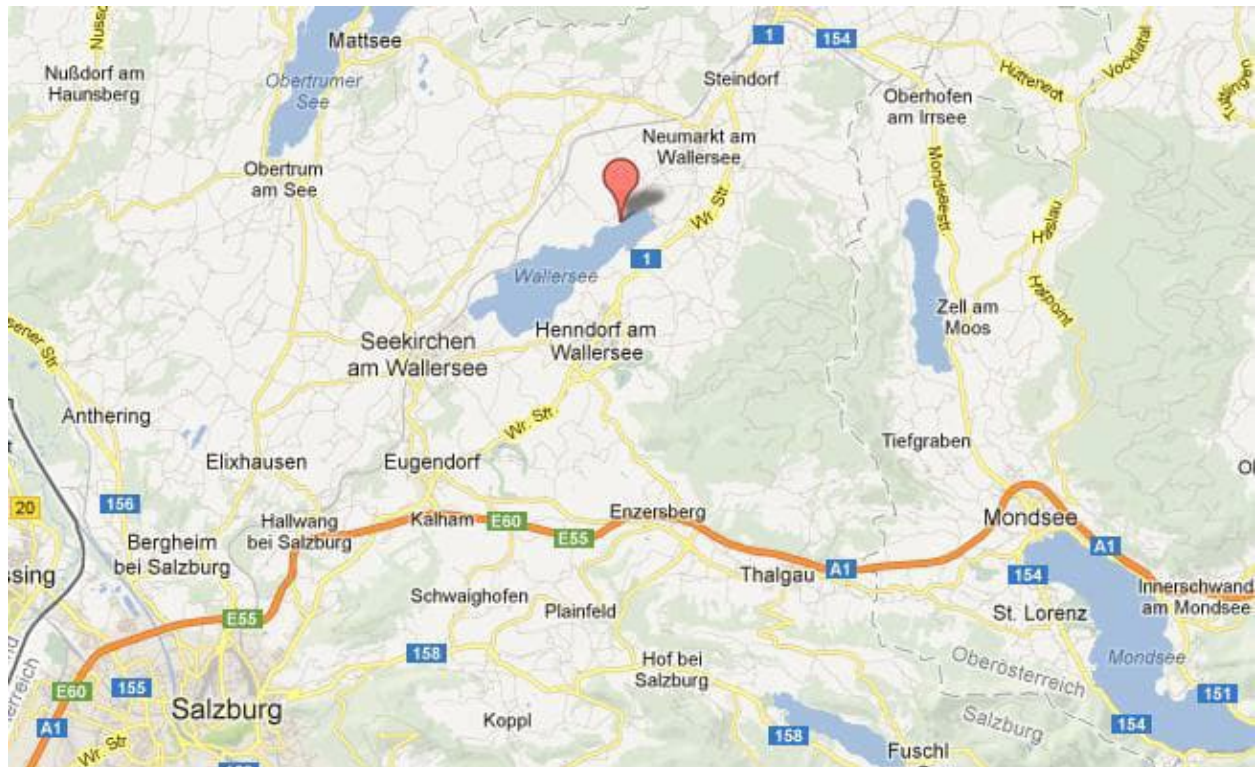 1
154
Mattsee
Nußdorf am
Haunsberg
Obertrumer
See
Steindorf
Vöcklatal
Oberhofen
am Irrsee
Neumarkt am
Wallersee
Obertrum
am See
Mondseestr
Wr. Str
Haslau
1
Wallersee
Zell am
Moos
Henndorf am
Wallersee
Seekirchen
am Wallersee
Anthering
Wr. Str.
Tiefgraben
Elixhausen
Eugendorf
20
156
Hallwang
bei Salzburg
Kalham
E60
E55
Enzersberg
Mondsee
A1
Bergheim
bei Salzburg
A1
Thalgau
154
Innerschwand
am Mondsee
Schwaighofen
Plainfeld
St. Lorenz
E55
158
Hof bei
Salzburg
Oberösterreich
Mondsee
E60
155
Salzburg
151
A1
Koppl
Salzburg
154
158
Wr. Str
Fuschl